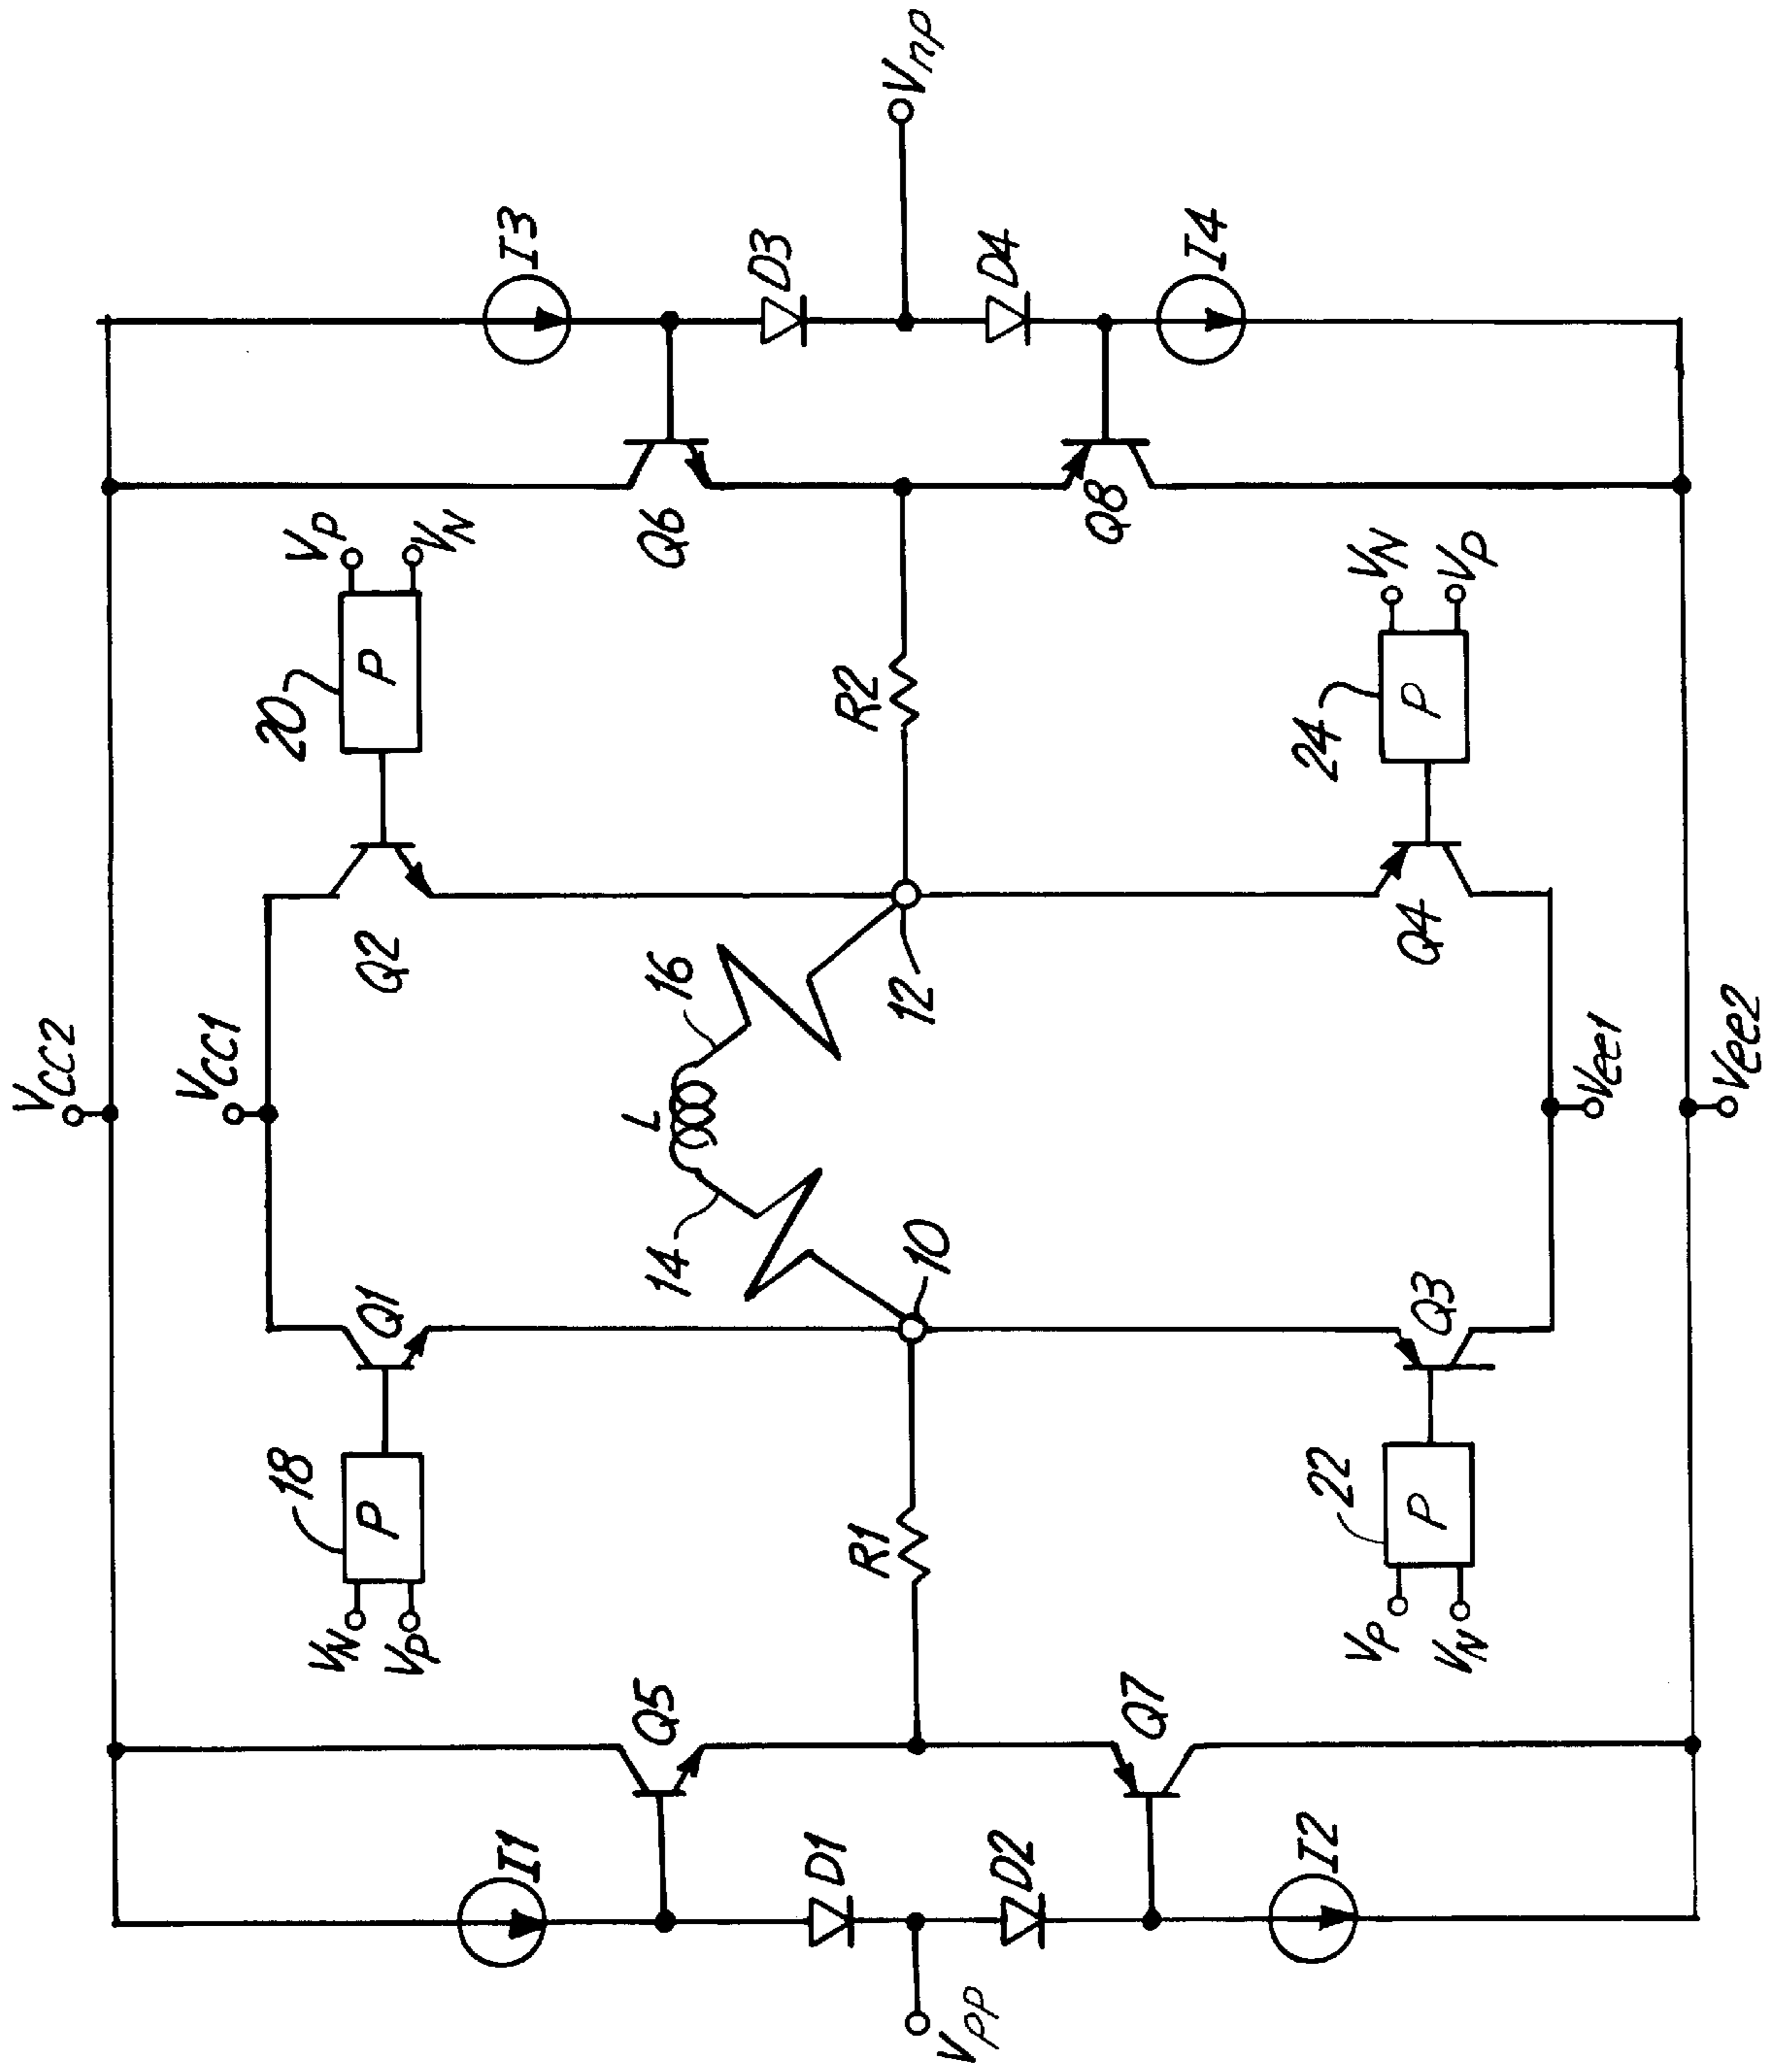 VCC2
VCC1
I3
Vp
VN
20
P
Q6
Q2
18
P
VN
Vp
Q1
I1
Q5
D3
Vnp
D4
L
16
14
R2
12
10
R1
D1
D2
Vpp
I4
Q8
VN
Vp
24
P
Q4
Q3
22
P
Vp
VN
Q7
I2
Vee1
Vee2